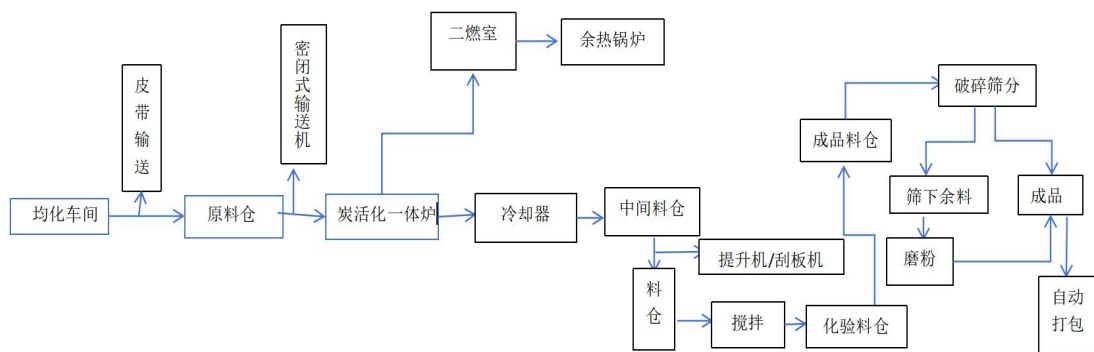 二燃室
余热锅炉
密闭式输送机
皮带输送
破碎筛分
成品料仓
均化车间
原料仓
炭活化一体炉
冷却器
中间料仓
筛下余料
成品
提升机/刮板机
磨粉
料仓
搅拌
化验料仓
自动
打包